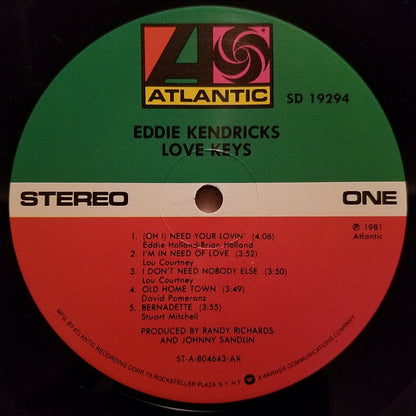 ATLANTIC
SD 19294
EDDIE KENDRICKS
LOVE KEYS
STEREO
ONE
1. (OH I) NEED YOUR LOVIN' (4:06)
Eddie Holland-Brian Holland
2. I'M IN NEED OF LOVE (3:52)
Lou Courtney
3. I DON'T NEED NOBODY ELSE (3:50)
Lou Courtney
4. OLD HOME TOWN (3:49)
David Pomeranz
5. BERNADETTE (3:55)
Stuart Mitchell
℗ 1981
Atlantic
PRODUCED BY RANDY RICHARDS
AND JOHNNY SANDLIN
ST-A-804643-AR
MFG. BY ATLANTIC RECORDING CORP., 75 ROCKEFELLER PLAZA, N.Y., N.Y. A WARNER COMMUNICATIONS COMPANY